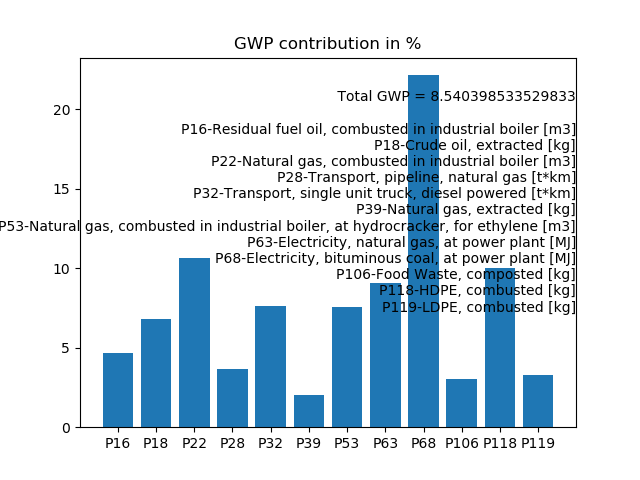 GWP contribution in %
Total GWP = 8.540398533529833
P16-Residual fuel oil, combusted in industrial boiler [m3]
P18-Crude oil, extracted [kg]
P22-Natural gas, combusted in industrial boiler [m3]
P28-Transport, pipeline, natural gas [t*km]
P32-Transport, single unit truck, diesel powered [t*km]
P39-Natural gas, extracted [kg]
P53-Natural gas, combusted in industrial boiler, at hydrocracker, for ethylene [m3]
P63-Electricity, natural gas, at power plant [MJ]
P68-Electricity, bituminous coal, at power plant [MJ]
P106-Food Waste, composted [kg]
P118-HDPE, combusted [kg]
P119-LDPE, combusted [kg]
20
15
10
5
0
P16 P18 P22 P28 P32 P39 P53 P63 P68 P106 P118 P119